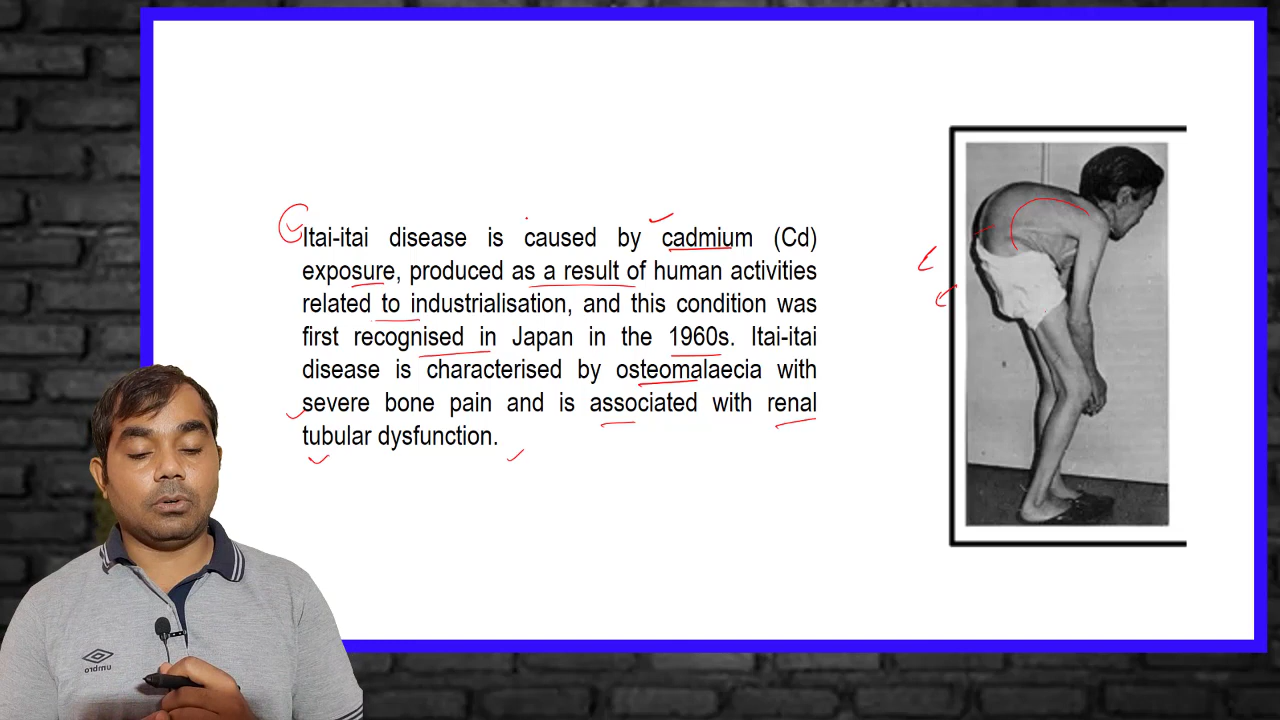 Itai-itai disease is caused by cadmium (Cd)
exposure, produced as a result of human activities
related to industrialisation, and this condition was
first recognised in Japan in the 1960s. Itai-itai
disease is characterised by osteomalaecia with
severe bone pain and is associated with renal
tubular dysfunction.
umbro